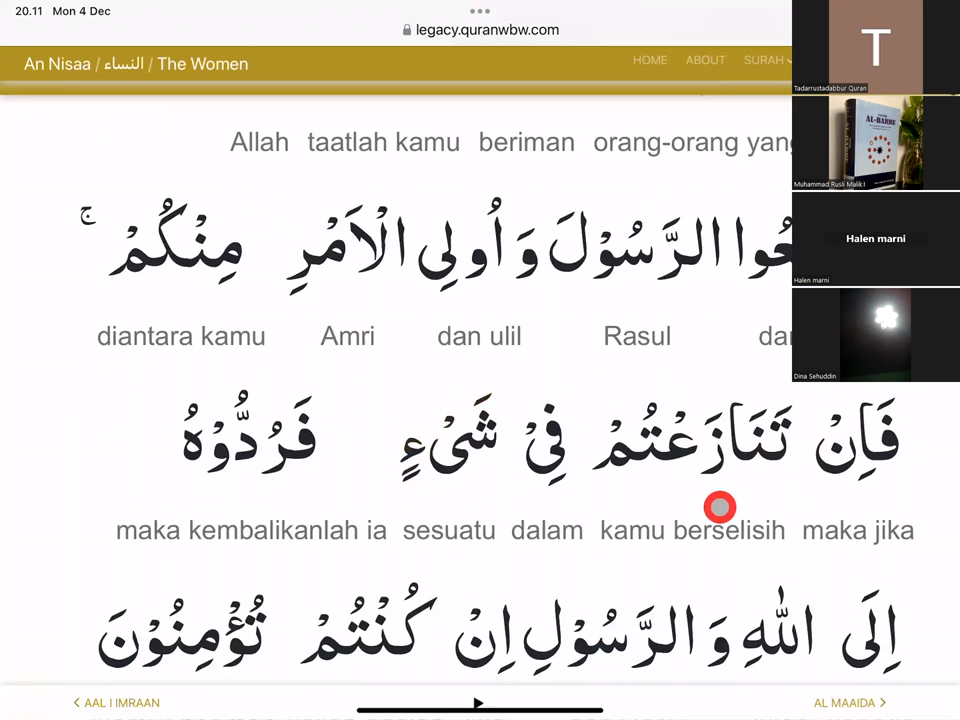 20.11 Mon 4 Dec
legacy.quranwbw.com
An Nisaa / النساء / The Women
HOME ABOUT SURAH
T
Tadarrustadabbur Quran
AL-BARRU
Muhammad Rusli Malik
Halen marni
Halen marni
Dina Sehuddin
Allah taatlah kamu beriman orang-orang yang
الرَّسُوْلَ وَ اُولِى الْاَمْرِ مِنْكُمْ ۚ
diantara kamu Amri dan ulil Rasul
فَاِنْ تَنَازَعْتُمْ فِىْ شَىْءٍ فَرُدُّوْهُ
maka kembalikanlah ia sesuatu dalam kamu berselisih maka jika
اِلَى اللّٰهِ وَ الرَّسُوْلِ اِنْ كُنْتُمْ تُؤْمِنُوْنَ
AAL I IMRAAN
AL MAAIDA